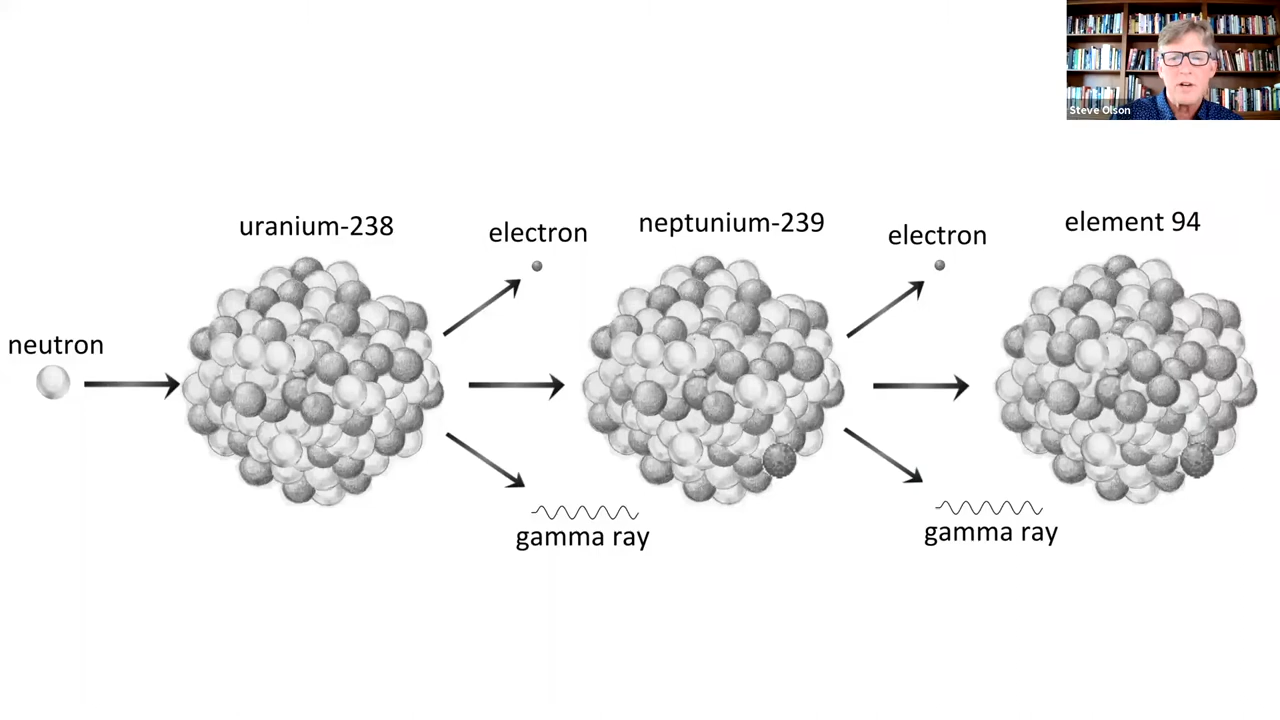 Steve Olson
uranium-238
electron
neptunium-239
electron
element 94
neutron
gamma ray
gamma ray